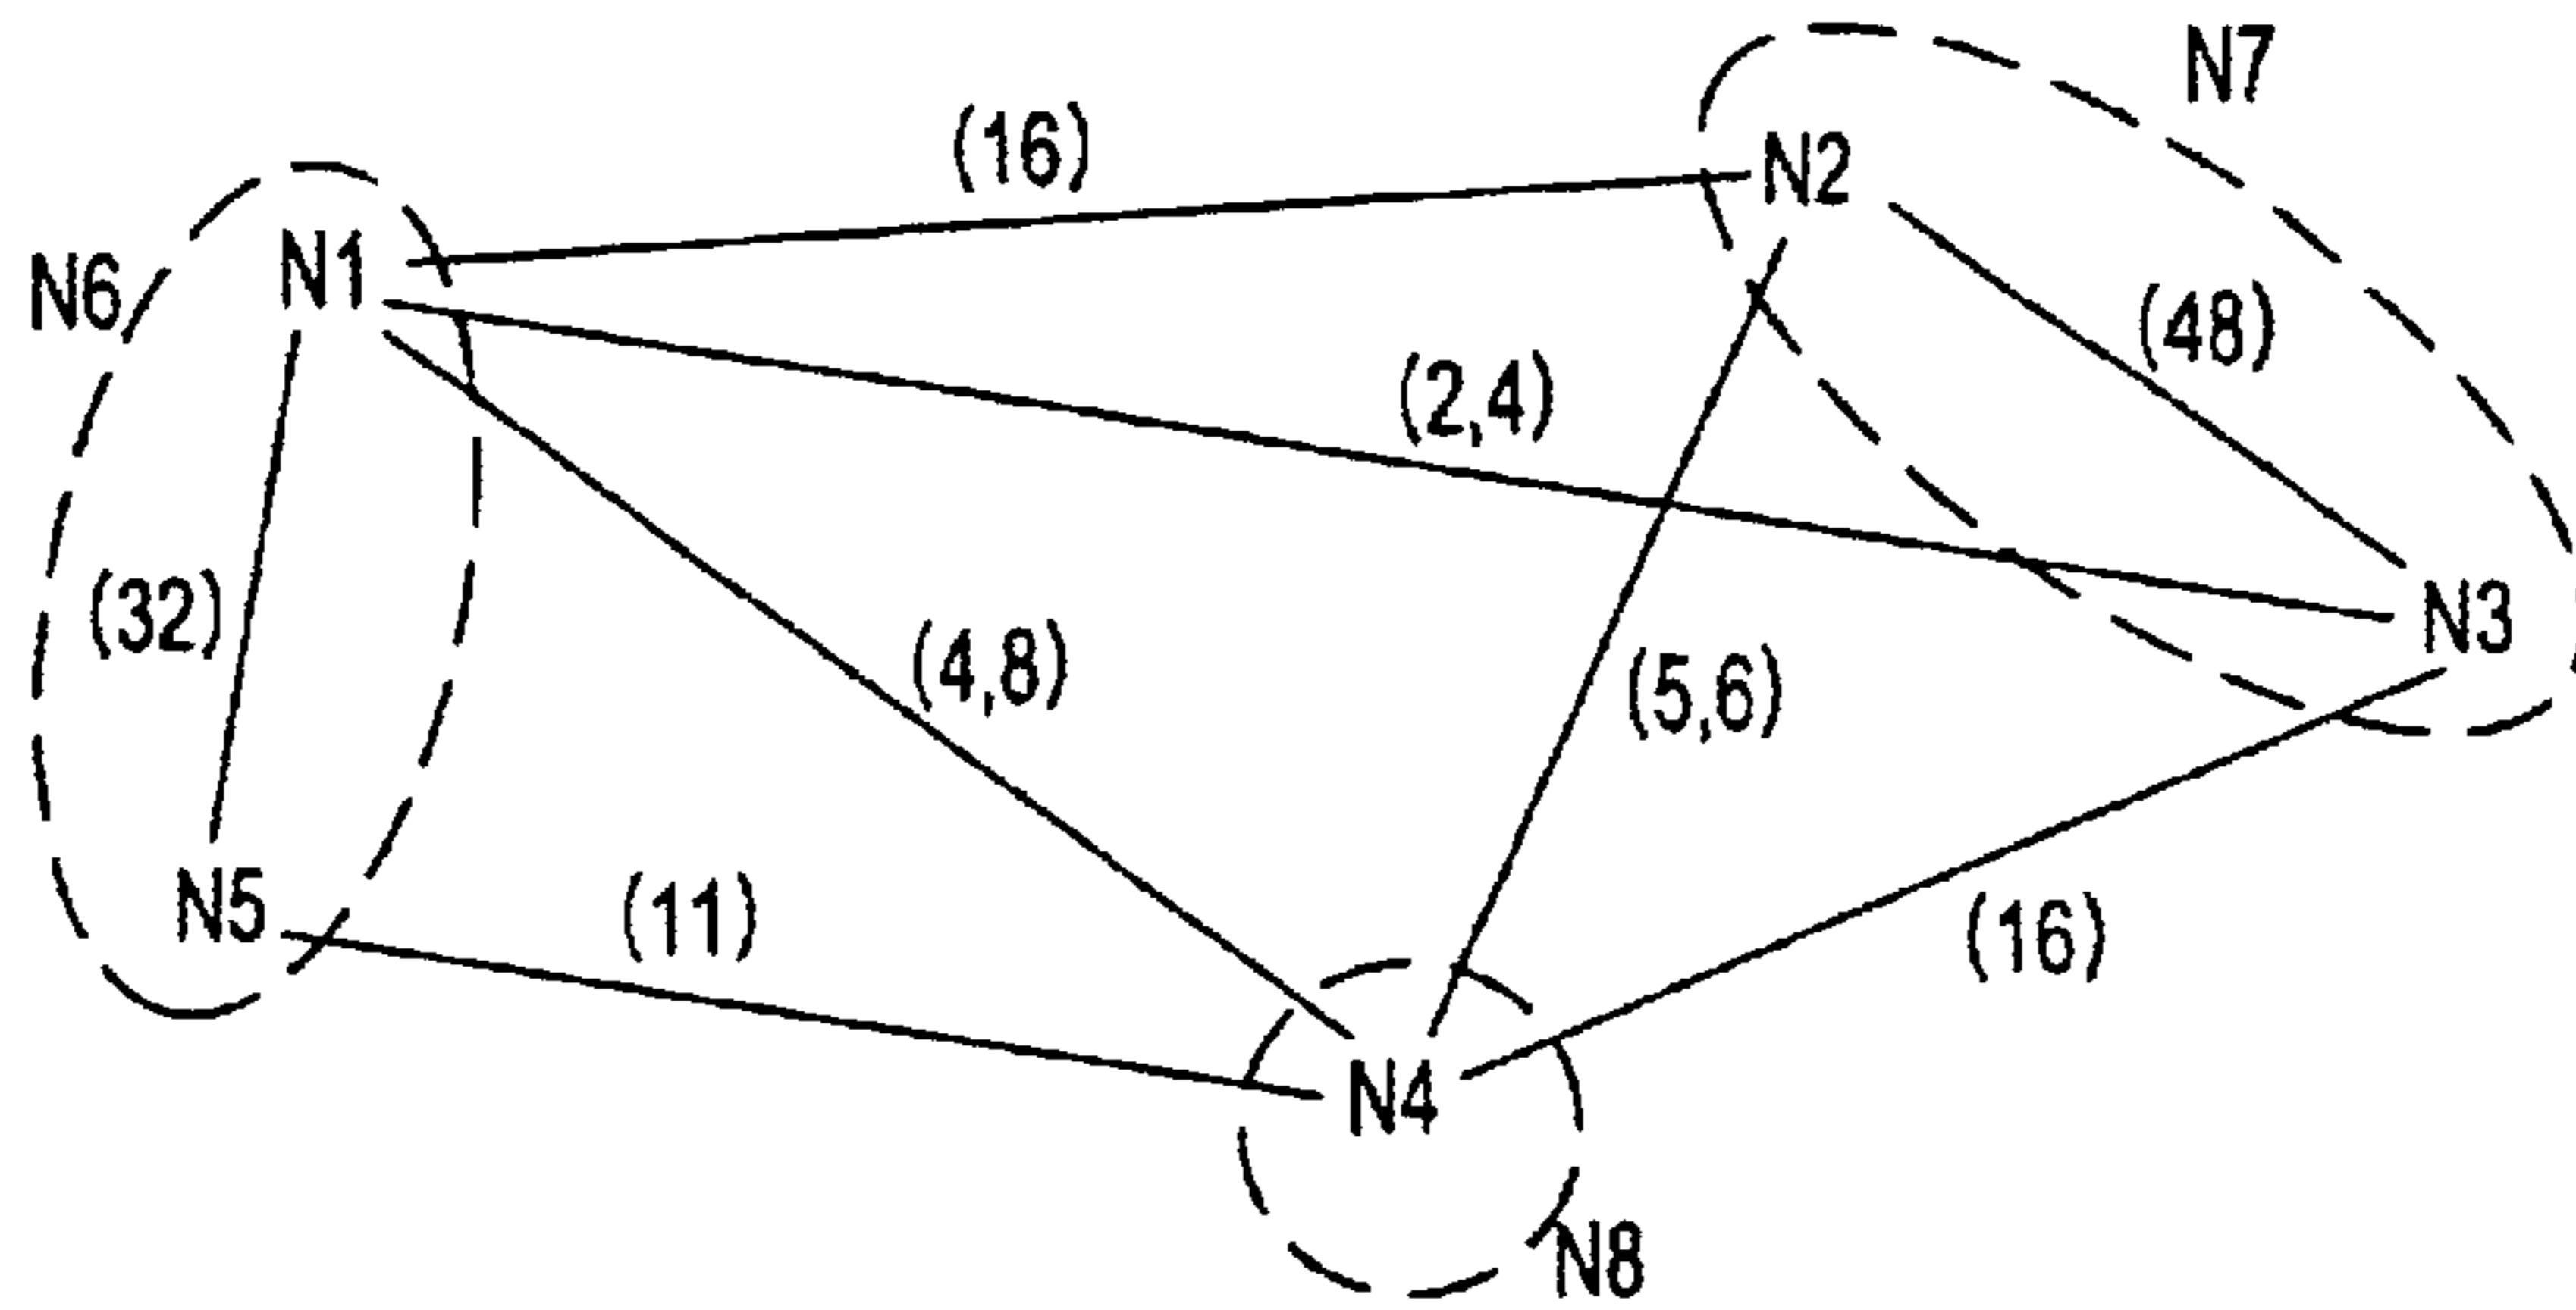 N7
(16)
N2
N1
N6
(48)
(2,4)
(32)
N3
(4,8)
(5,6)
N5
(11)
(16)
N4
N8